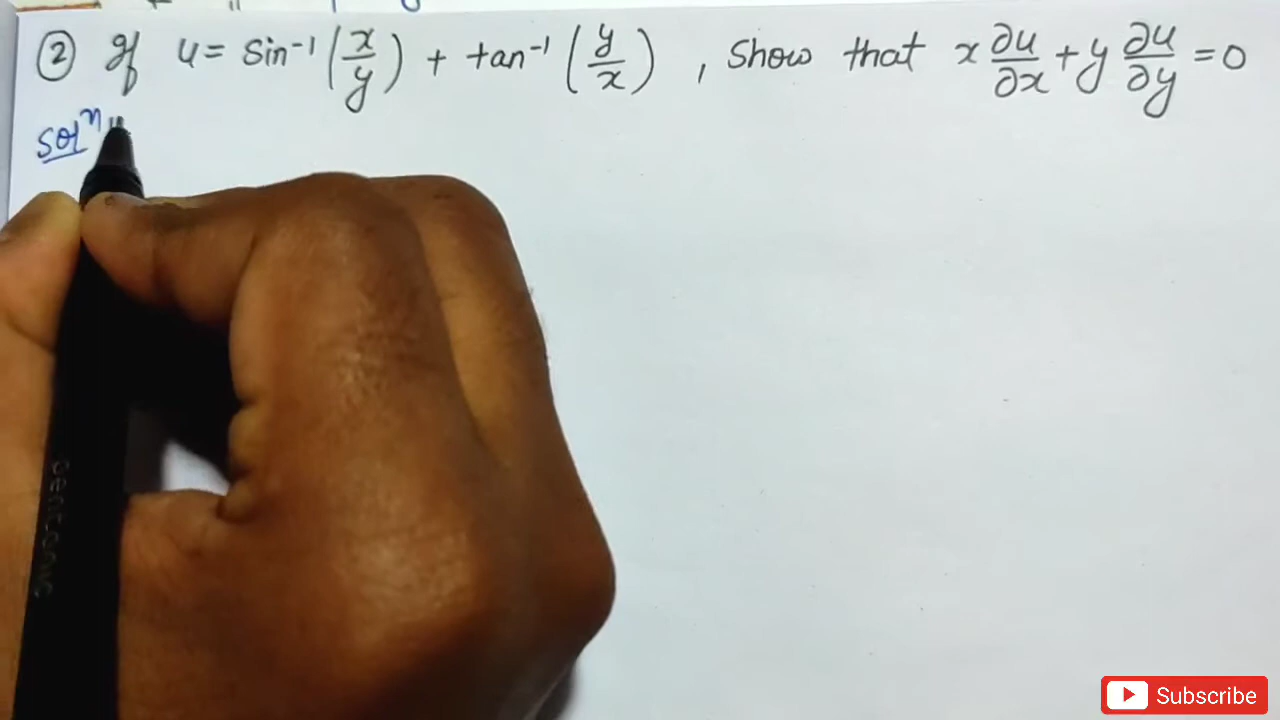 ② If u = sin⁻¹(x/y) + tan⁻¹(y/x) , Show that x ∂u/∂x + y ∂u/∂y = 0
Solⁿ
Subscribe